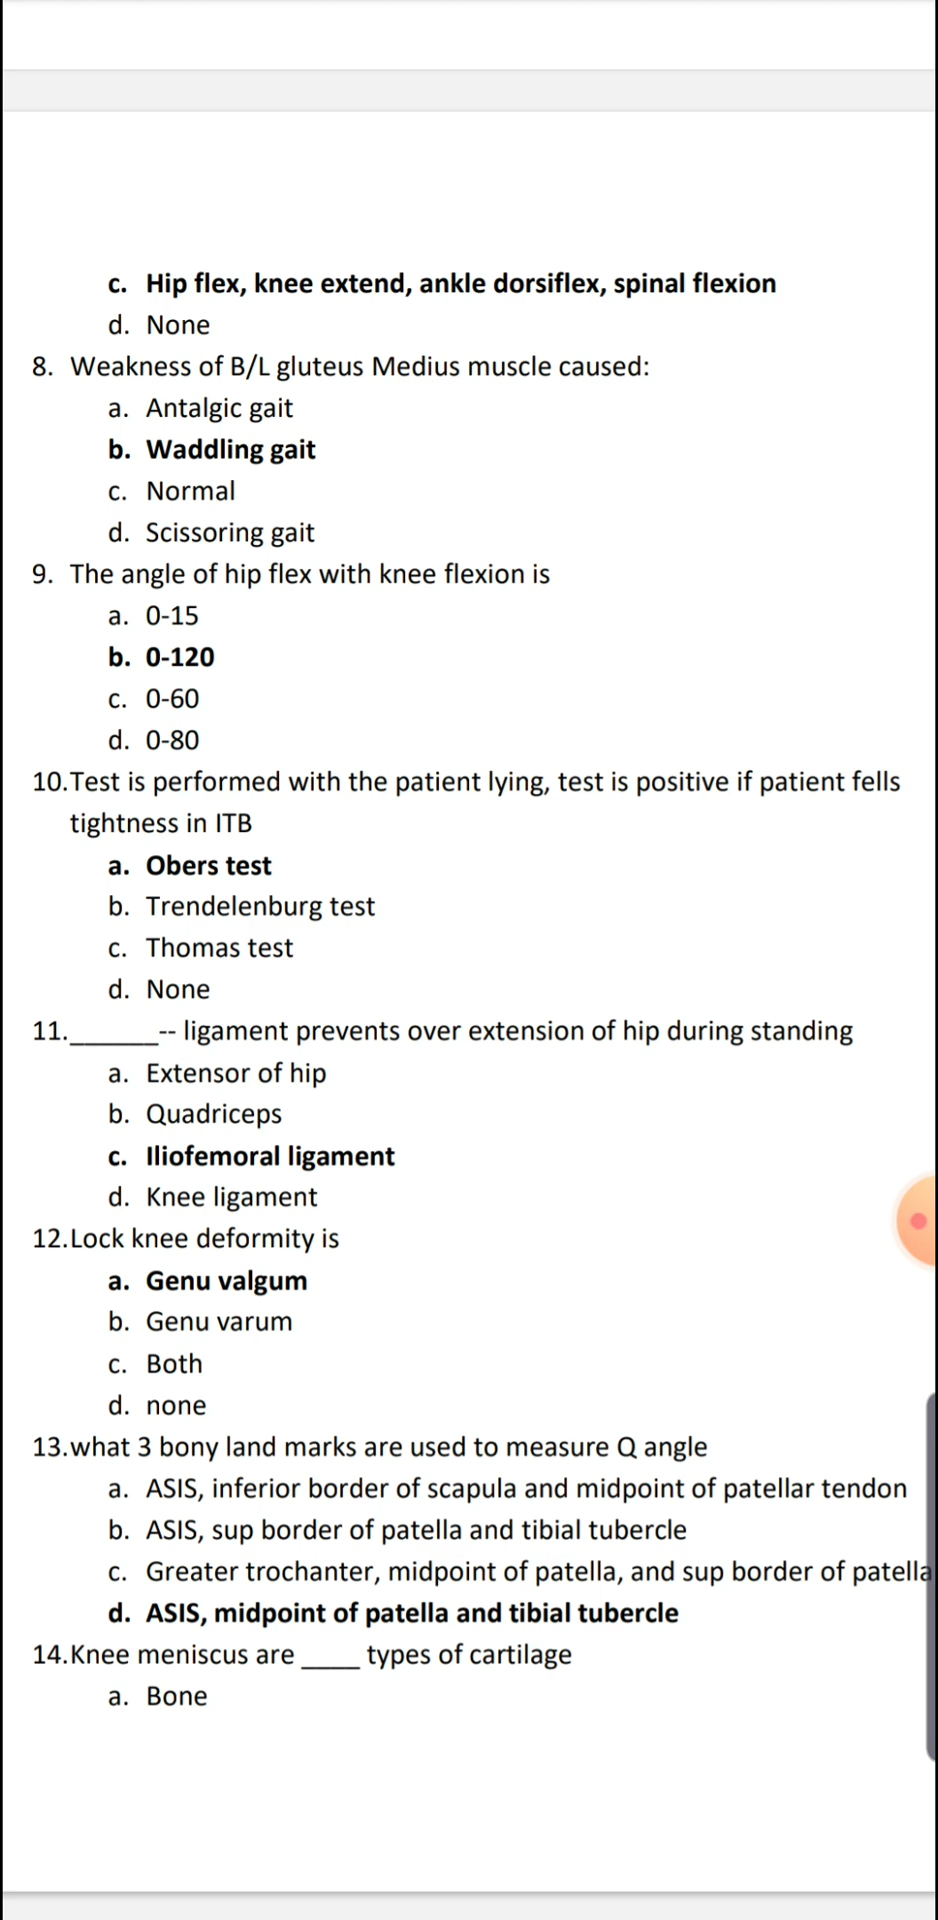 c. Hip flex, knee extend, ankle dorsiflex, spinal flexion
d. None
8. Weakness of B/L gluteus Medius muscle caused:
a. Antalgic gait
b. Waddling gait
c. Normal
d. Scissoring gait
9. The angle of hip flex with knee flexion is
a. 0-15
b. 0-120
c. 0-60
d. 0-80
10.Test is performed with the patient lying, test is positive if patient fells
tightness in ITB
a. Obers test
b. Trendelenburg test
c. Thomas test
d. None
11.______-- ligament prevents over extension of hip during standing
a. Extensor of hip
b. Quadriceps
c. Iliofemoral ligament
d. Knee ligament
12.Lock knee deformity is
a. Genu valgum
b. Genu varum
c. Both
d. none
13.what 3 bony land marks are used to measure Q angle
a. ASIS, inferior border of scapula and midpoint of patellar tendon
b. ASIS, sup border of patella and tibial tubercle
c. Greater trochanter, midpoint of patella, and sup border of patella
d. ASIS, midpoint of patella and tibial tubercle
14.Knee meniscus are ____ types of cartilage
a. Bone